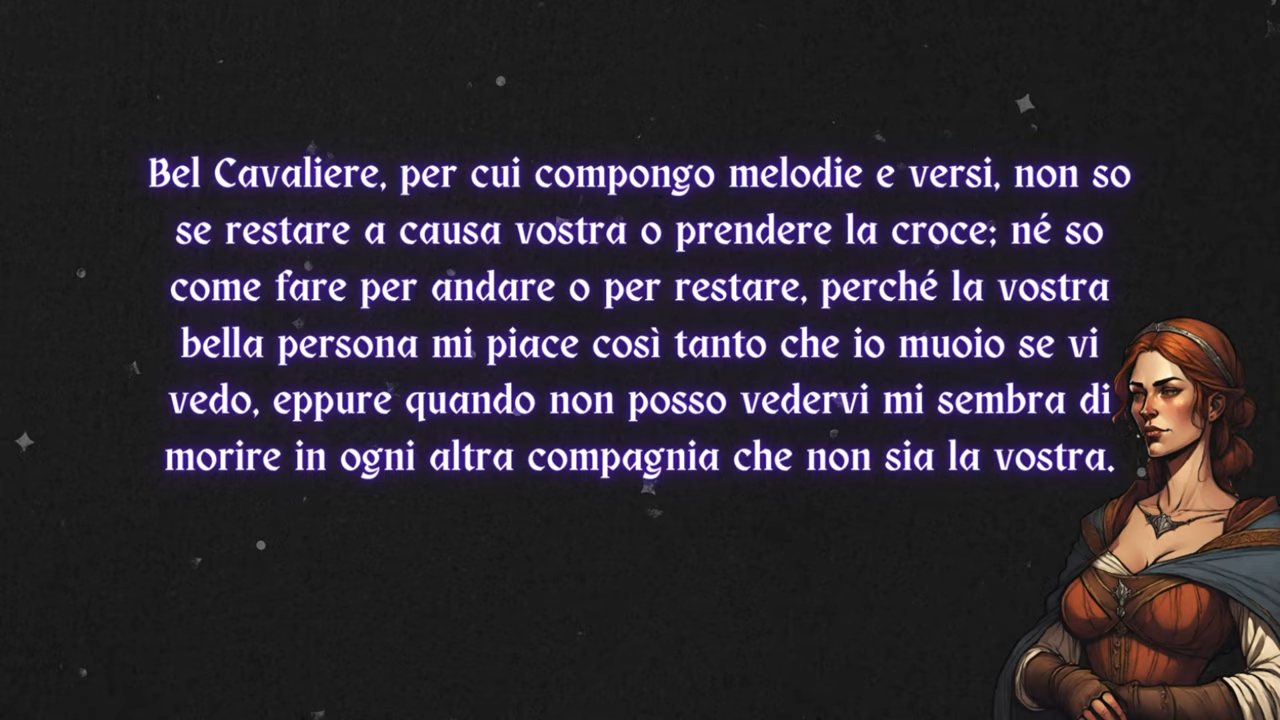 Bel Cavaliere, per cui compongo melodie e versi, non so
se restare a causa vostra o prendere la croce; né so
come fare per andare o per restare, perché la vostra
bella persona mi piace così tanto che io muoio se vi
vedo, eppure quando non posso vedervi mi sembra di
morire in ogni altra compagnia che non sia la vostra.